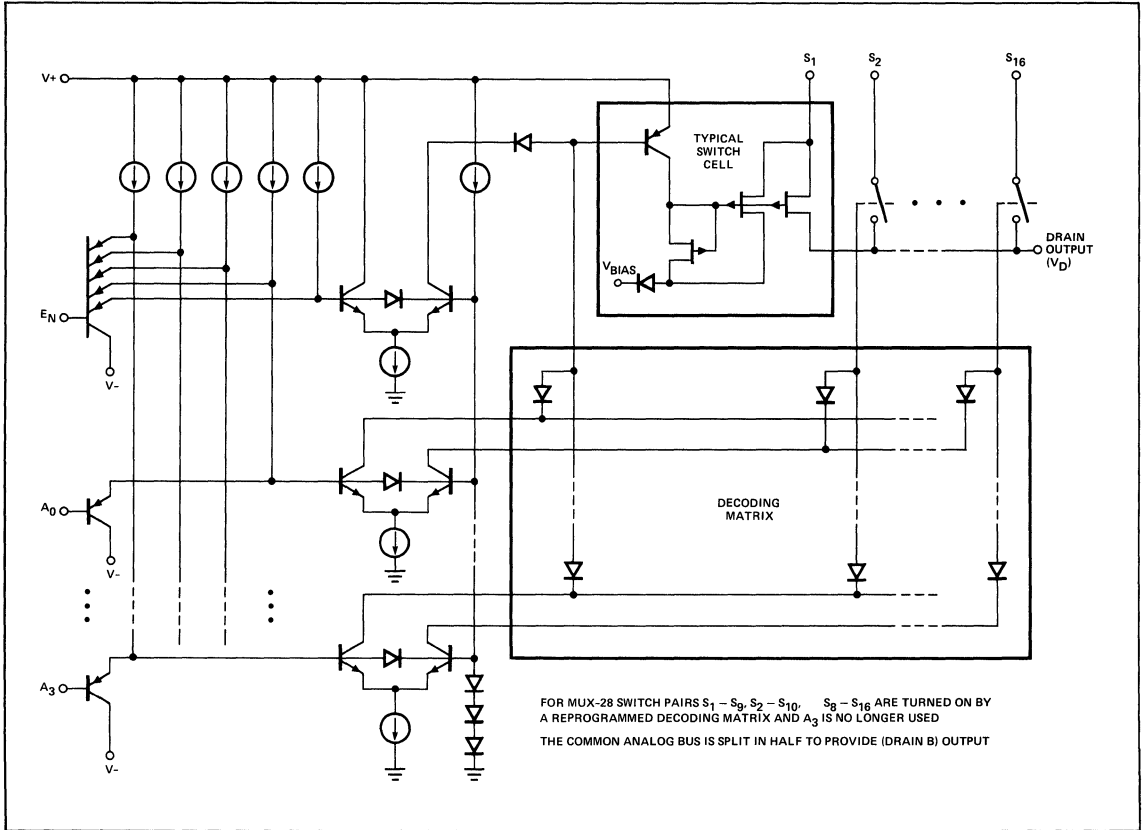 S1
S2
S16
V+
TYPICAL
SWITCH
CELL
DRAIN
OUTPUT
(VD)
VBIAS
EN
V-
A0
DECODING
MATRIX
V-
A3
FOR MUX-28 SWITCH PAIRS S1 – S9, S2 – S10, S8 – S16 ARE TURNED ON BY
A REPROGRAMMED DECODING MATRIX AND A3 IS NO LONGER USED
THE COMMON ANALOG BUS IS SPLIT IN HALF TO PROVIDE (DRAIN B) OUTPUT
V-